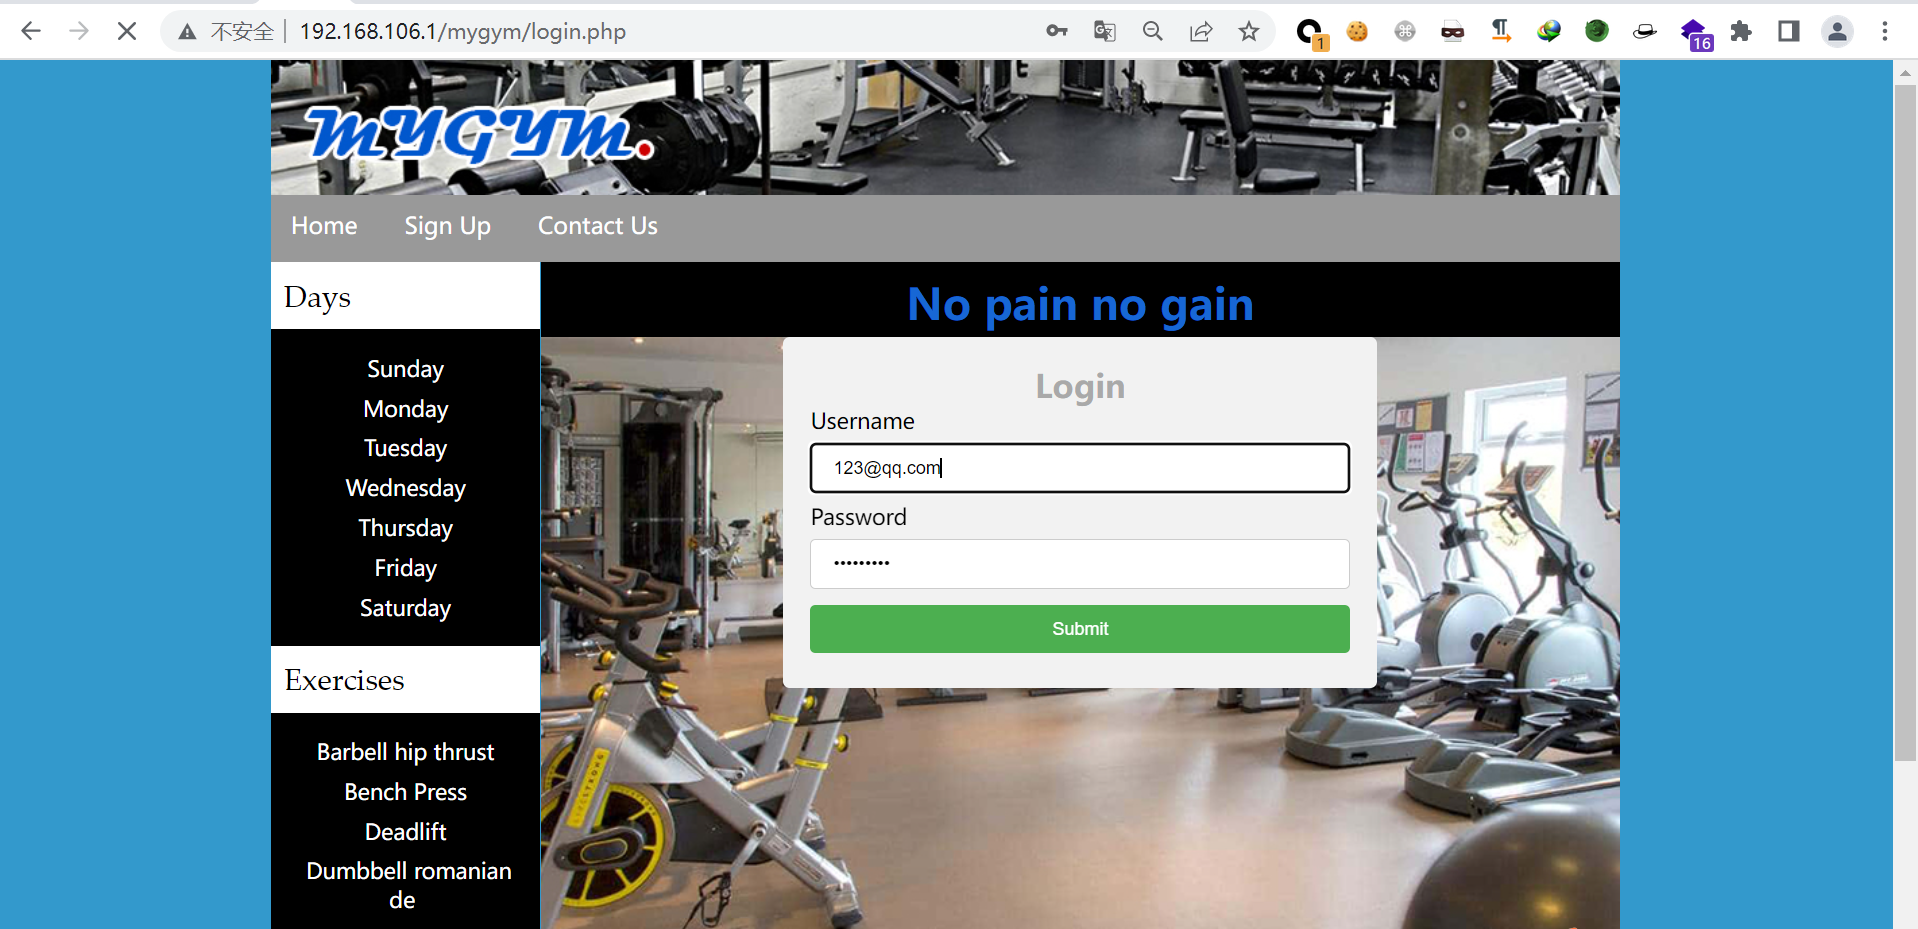 不安全 192.168.106.1/mygym/login.php
1
16
MYGYM.
Home Sign Up Contact Us
Days
Sunday
Monday
Tuesday
Wednesday
Thursday
Friday
Saturday
Exercises
Barbell hip thrust
Bench Press
Deadlift
Dumbbell romanian
de
No pain no gain
Login
Username
123@qq.com
Password
•••••••••
Submit